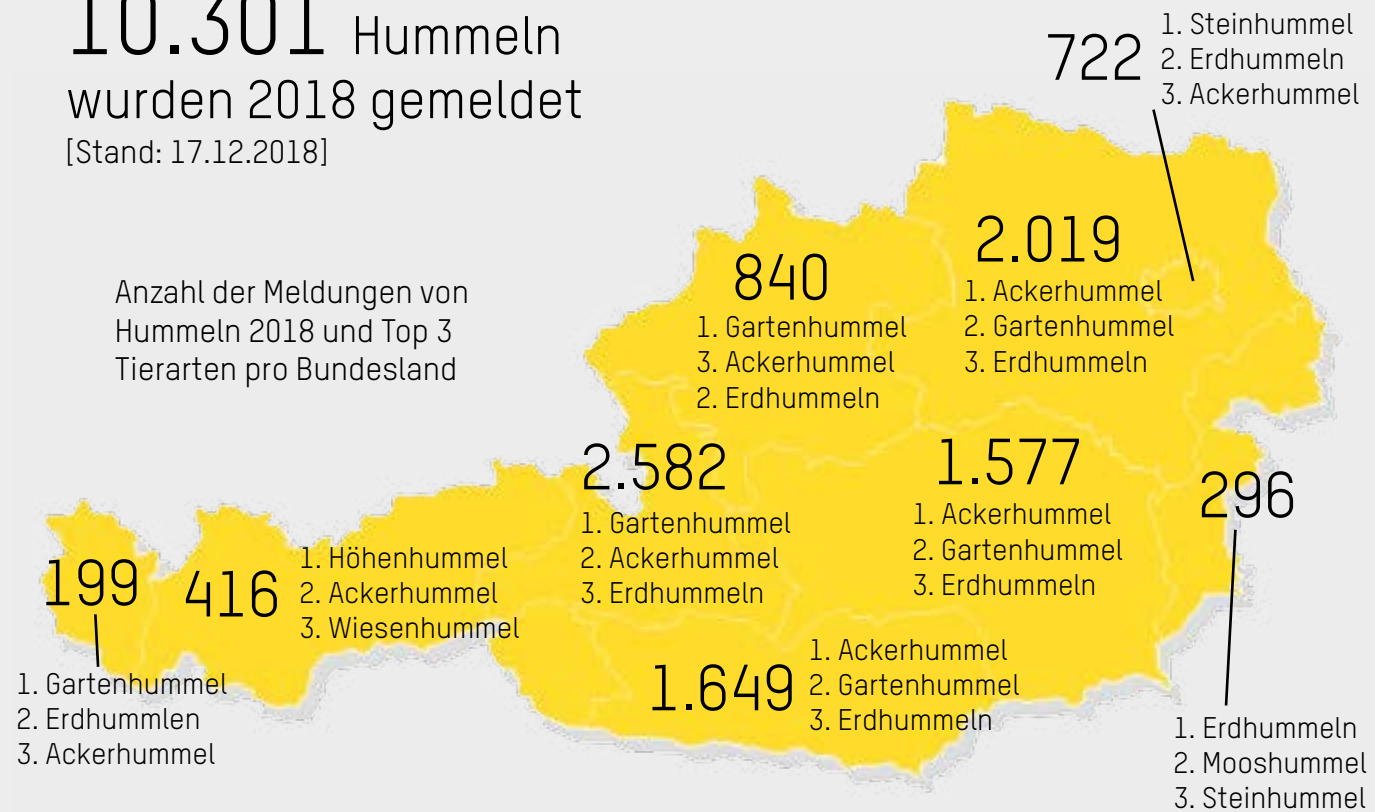 10.301 Hummeln
wurden 2018 gemeldet
[Stand: 17.12.2018]
Anzahl der Meldungen von
Hummeln 2018 und Top 3
Tierarten pro Bundesland
722
1. Steinhummel
2. Erdhummeln
3. Ackerhummel
2.019
1. Ackerhummel
2. Gartenhummel
3. Erdhummeln
840
1. Gartenhummel
3. Ackerhummel
2. Erdhummeln
2.582
1. Gartenhummel
2. Ackerhummel
3. Erdhummeln
1.577
1. Ackerhummel
2. Gartenhummel
3. Erdhummeln
296
1. Erdhummeln
2. Mooshummel
3. Steinhummel
199
1. Gartenhummel
2. Erdhummlen
3. Ackerhummel
416
1. Höhenhummel
2. Ackerhummel
3. Wiesenhummel
1.649
1. Ackerhummel
2. Gartenhummel
3. Erdhummeln